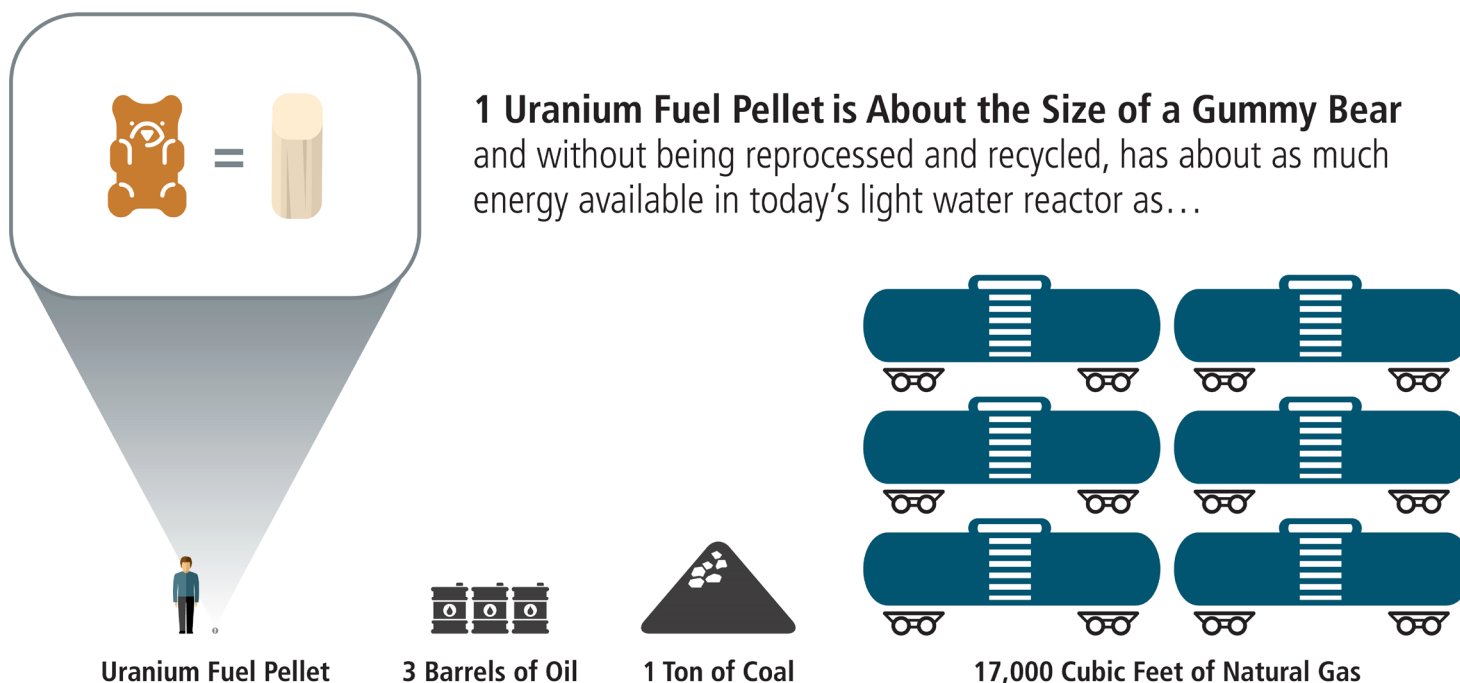 1 Uranium Fuel Pellet is About the Size of a Gummy Bear
and without being reprocessed and recycled, has about as much
energy available in today’s light water reactor as…
Uranium Fuel Pellet
3 Barrels of Oil
1 Ton of Coal
17,000 Cubic Feet of Natural Gas